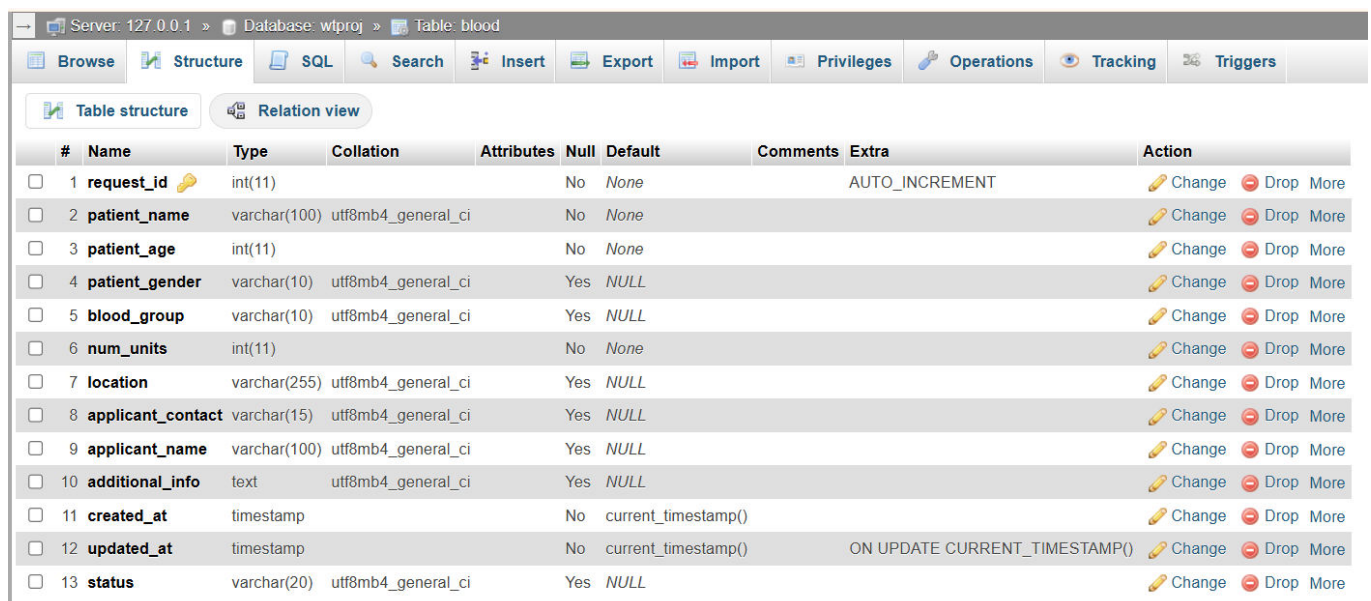 Server: 127.0.0.1 » Database: wtproj » Table: blood
Browse Structure SQL Search Insert Export Import Privileges Operations Tracking Triggers
Table structure Relation view
# Name Type Collation Attributes Null Default Comments Extra Action
1 request_id int(11) No None AUTO_INCREMENT Change Drop More
2 patient_name varchar(100) utf8mb4_general_ci No None Change Drop More
3 patient_age int(11) No None Change Drop More
4 patient_gender varchar(10) utf8mb4_general_ci Yes NULL Change Drop More
5 blood_group varchar(10) utf8mb4_general_ci Yes NULL Change Drop More
6 num_units int(11) No None Change Drop More
7 location varchar(255) utf8mb4_general_ci Yes NULL Change Drop More
8 applicant_contact varchar(15) utf8mb4_general_ci Yes NULL Change Drop More
9 applicant_name varchar(100) utf8mb4_general_ci Yes NULL Change Drop More
10 additional_info text utf8mb4_general_ci Yes NULL Change Drop More
11 created_at timestamp No current_timestamp() Change Drop More
12 updated_at timestamp No current_timestamp() ON UPDATE CURRENT_TIMESTAMP() Change Drop More
13 status varchar(20) utf8mb4_general_ci Yes NULL Change Drop More